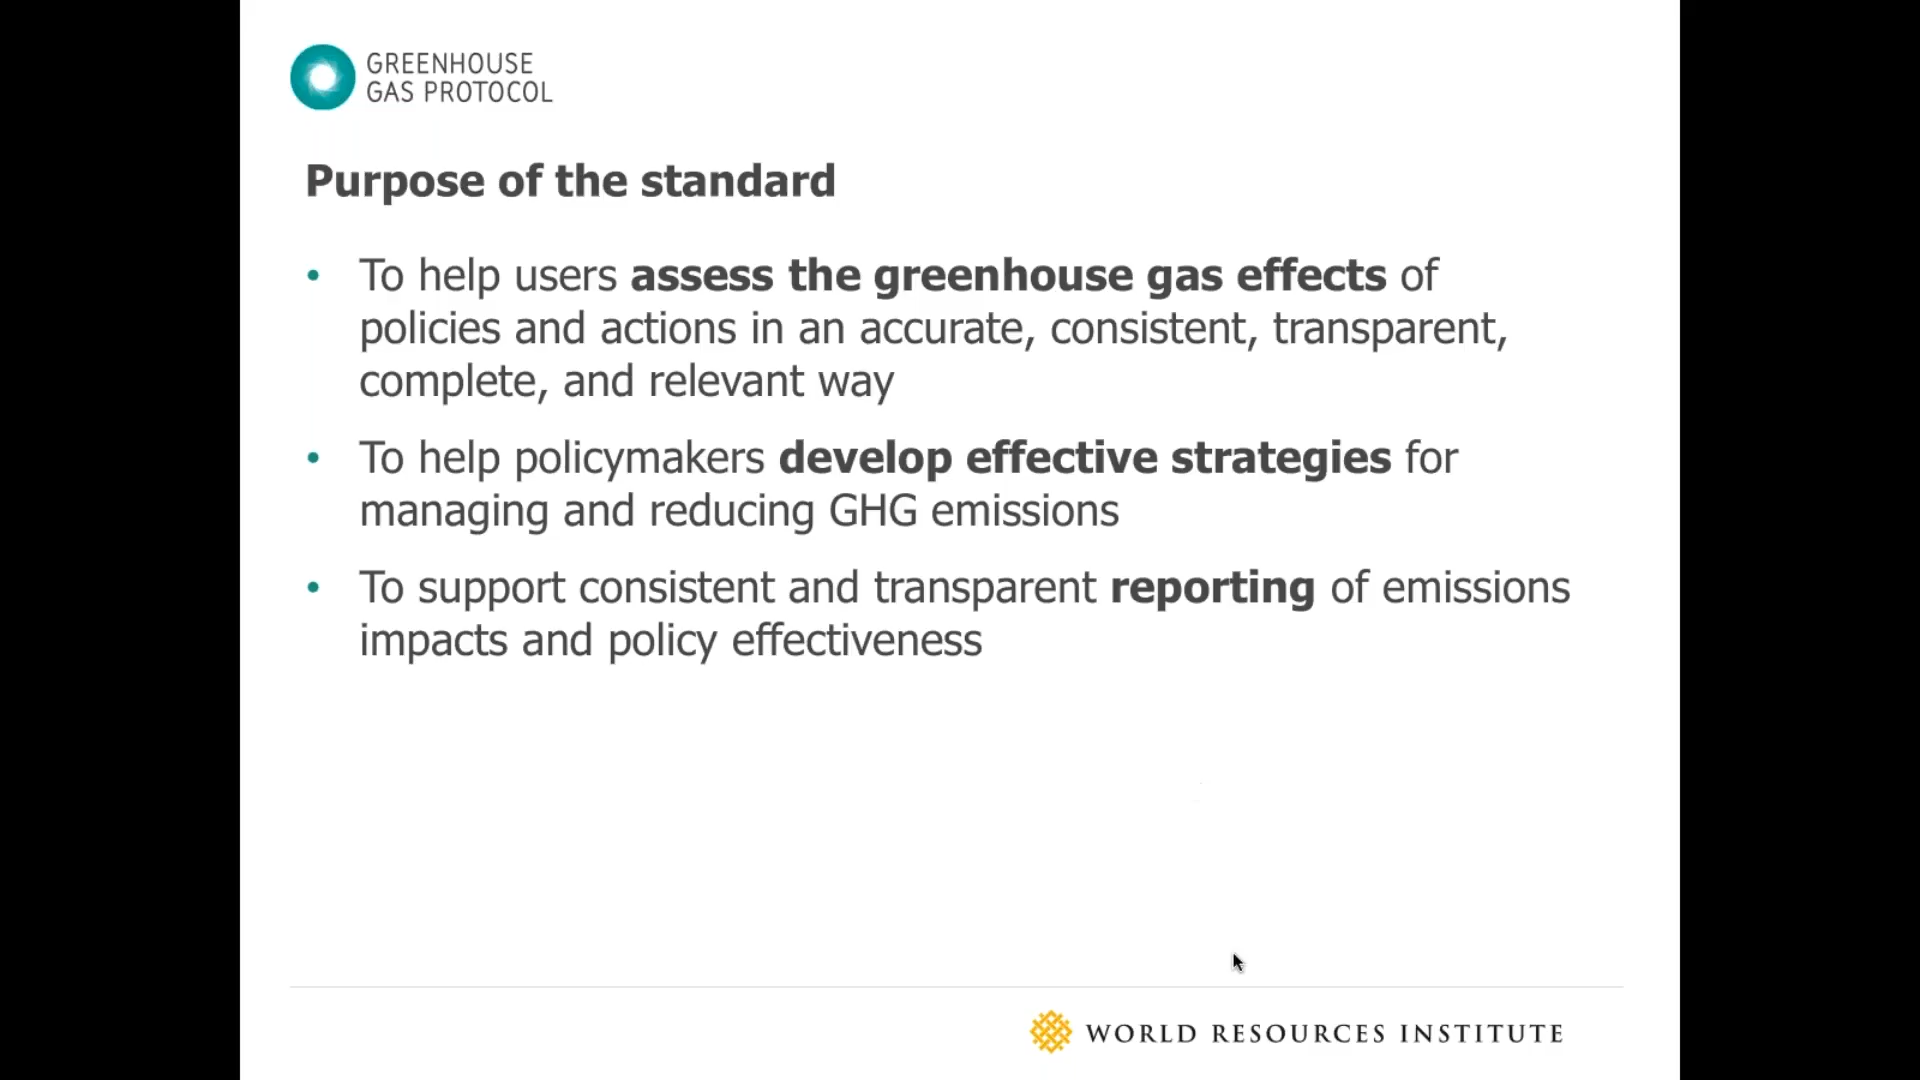 GREENHOUSE
GAS PROTOCOL
Purpose of the standard
• To help users assess the greenhouse gas effects of
policies and actions in an accurate, consistent, transparent,
complete, and relevant way
• To help policymakers develop effective strategies for
managing and reducing GHG emissions
• To support consistent and transparent reporting of emissions
impacts and policy effectiveness
WORLD RESOURCES INSTITUTE